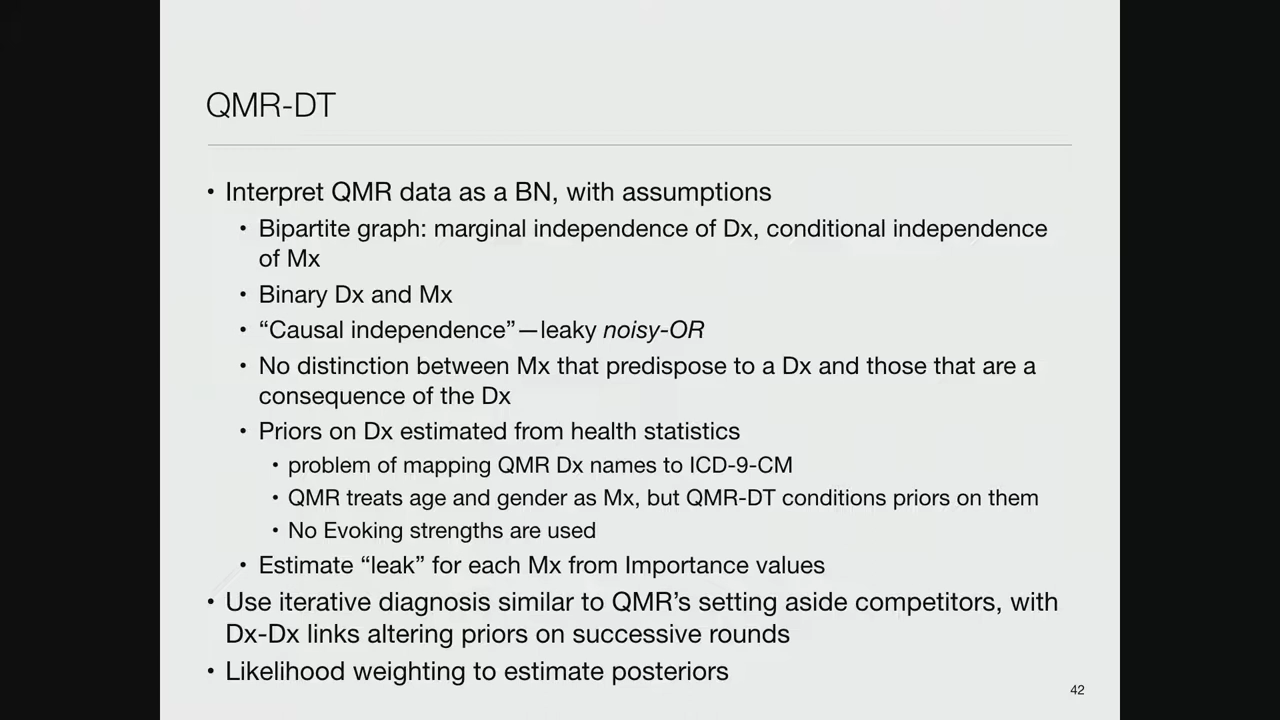 QMR-DT
• Interpret QMR data as a BN, with assumptions
• Bipartite graph: marginal independence of Dx, conditional independence
of Mx
• Binary Dx and Mx
• “Causal independence”—leaky noisy-OR
• No distinction between Mx that predispose to a Dx and those that are a
consequence of the Dx
• Priors on Dx estimated from health statistics
• problem of mapping QMR Dx names to ICD-9-CM
• QMR treats age and gender as Mx, but QMR-DT conditions priors on them
• No Evoking strengths are used
• Estimate “leak” for each Mx from Importance values
• Use iterative diagnosis similar to QMR’s setting aside competitors, with
Dx-Dx links altering priors on successive rounds
• Likelihood weighting to estimate posteriors
42